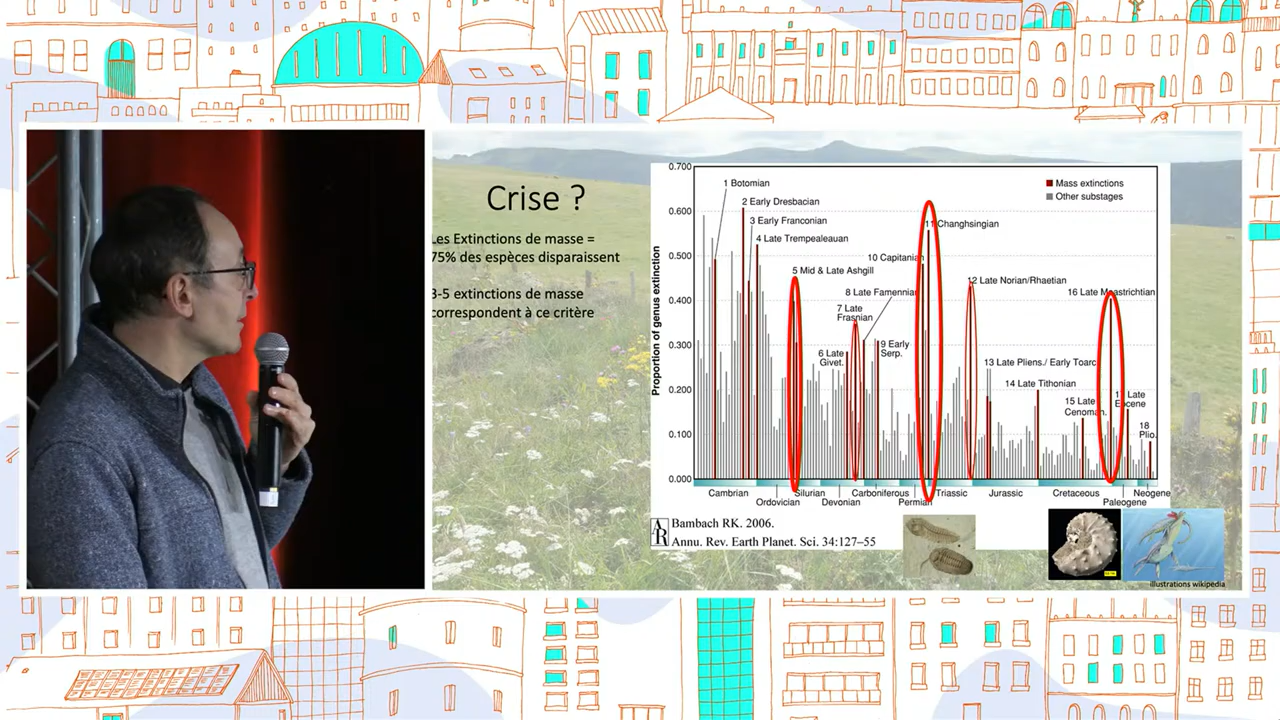 Crise ?
Les Extinctions de masse =
75% des espèces disparaissent
3-5 extinctions de masse
correspondent à ce critère
Proportion of genus extinction
0.700
0.600
0.500
0.400
0.300
0.200
0.100
0.000
Mass extinctions
Other substages
1 Botomian
2 Early Dresbacian
3 Early Franconian
4 Late Trempealeauan
5 Mid & Late Ashgill
6 Late
Givet.
7 Late
Frasnian
8 Late Famennian
9 Early
Serp.
10 Capitanian
11 Changhsingian
12 Late Norian/Rhaetian
13 Late Pliens./ Early Toarc
14 Late Tithonian
15 Late
Cenoman.
16 Late Maastrichtian
17 Late
Eocene
18
Plio.
Cambrian
Ordovician
Silurian
Devonian
Carboniferous
Permian
Triassic
Jurassic
Cretaceous
Paleogene
Neogene
AR
Bambach RK. 2006.
Annu. Rev. Earth Planet. Sci. 34:127–55
illustrations wikipedia